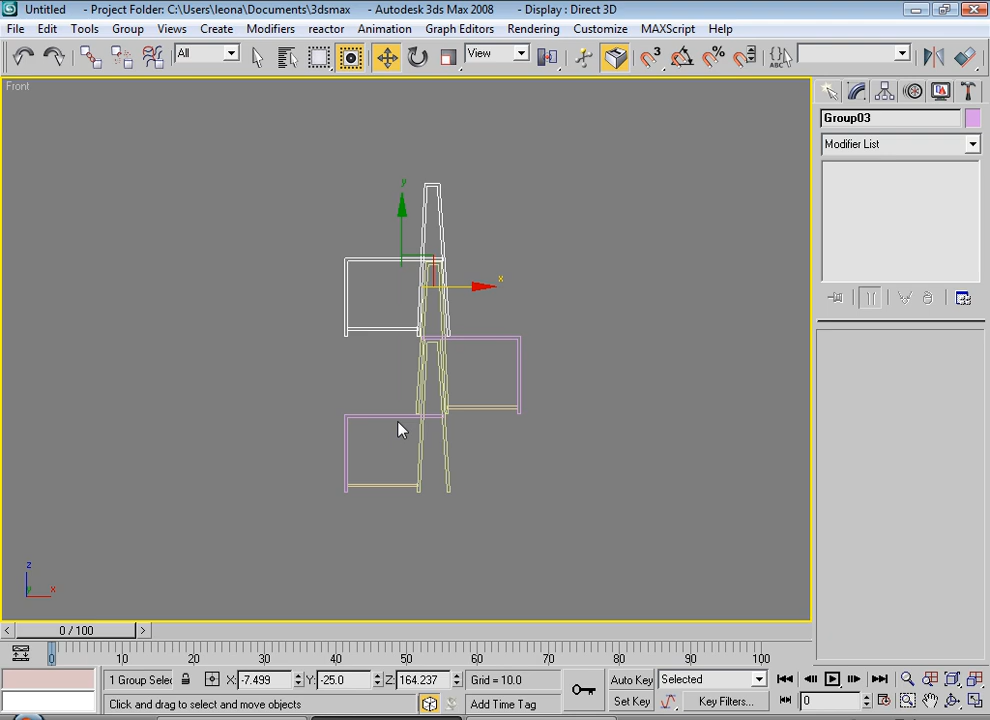 Untitled - Project Folder: C:\Users\leona\Documents\3dsmax - Autodesk 3ds Max 2008 - Display : Direct 3D
File Edit Tools Group Views Create Modifiers reactor Animation Graph Editors Rendering Customize MAXScript Help
All View
Front
Group03
Modifier List
y
x
z
y x
< 0 / 100 >
0 10 20 30 40 50 60 70 80 90 100
1 Group Selec X: -7.499 Y: -25.0 Z: 164.237 Grid = 10.0 Auto Key Selected
Click and drag to select and move objects Add Time Tag Set Key Key Filters... 0